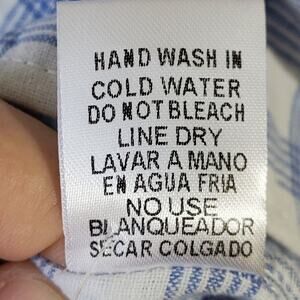 HAND WASH IN
COLD WATER
DO NOT BLEACH
LINE DRY
LAVAR A MANO
EN AGUA FRIA
NO USE
BLANQUEADOR
SECAR COLGADO